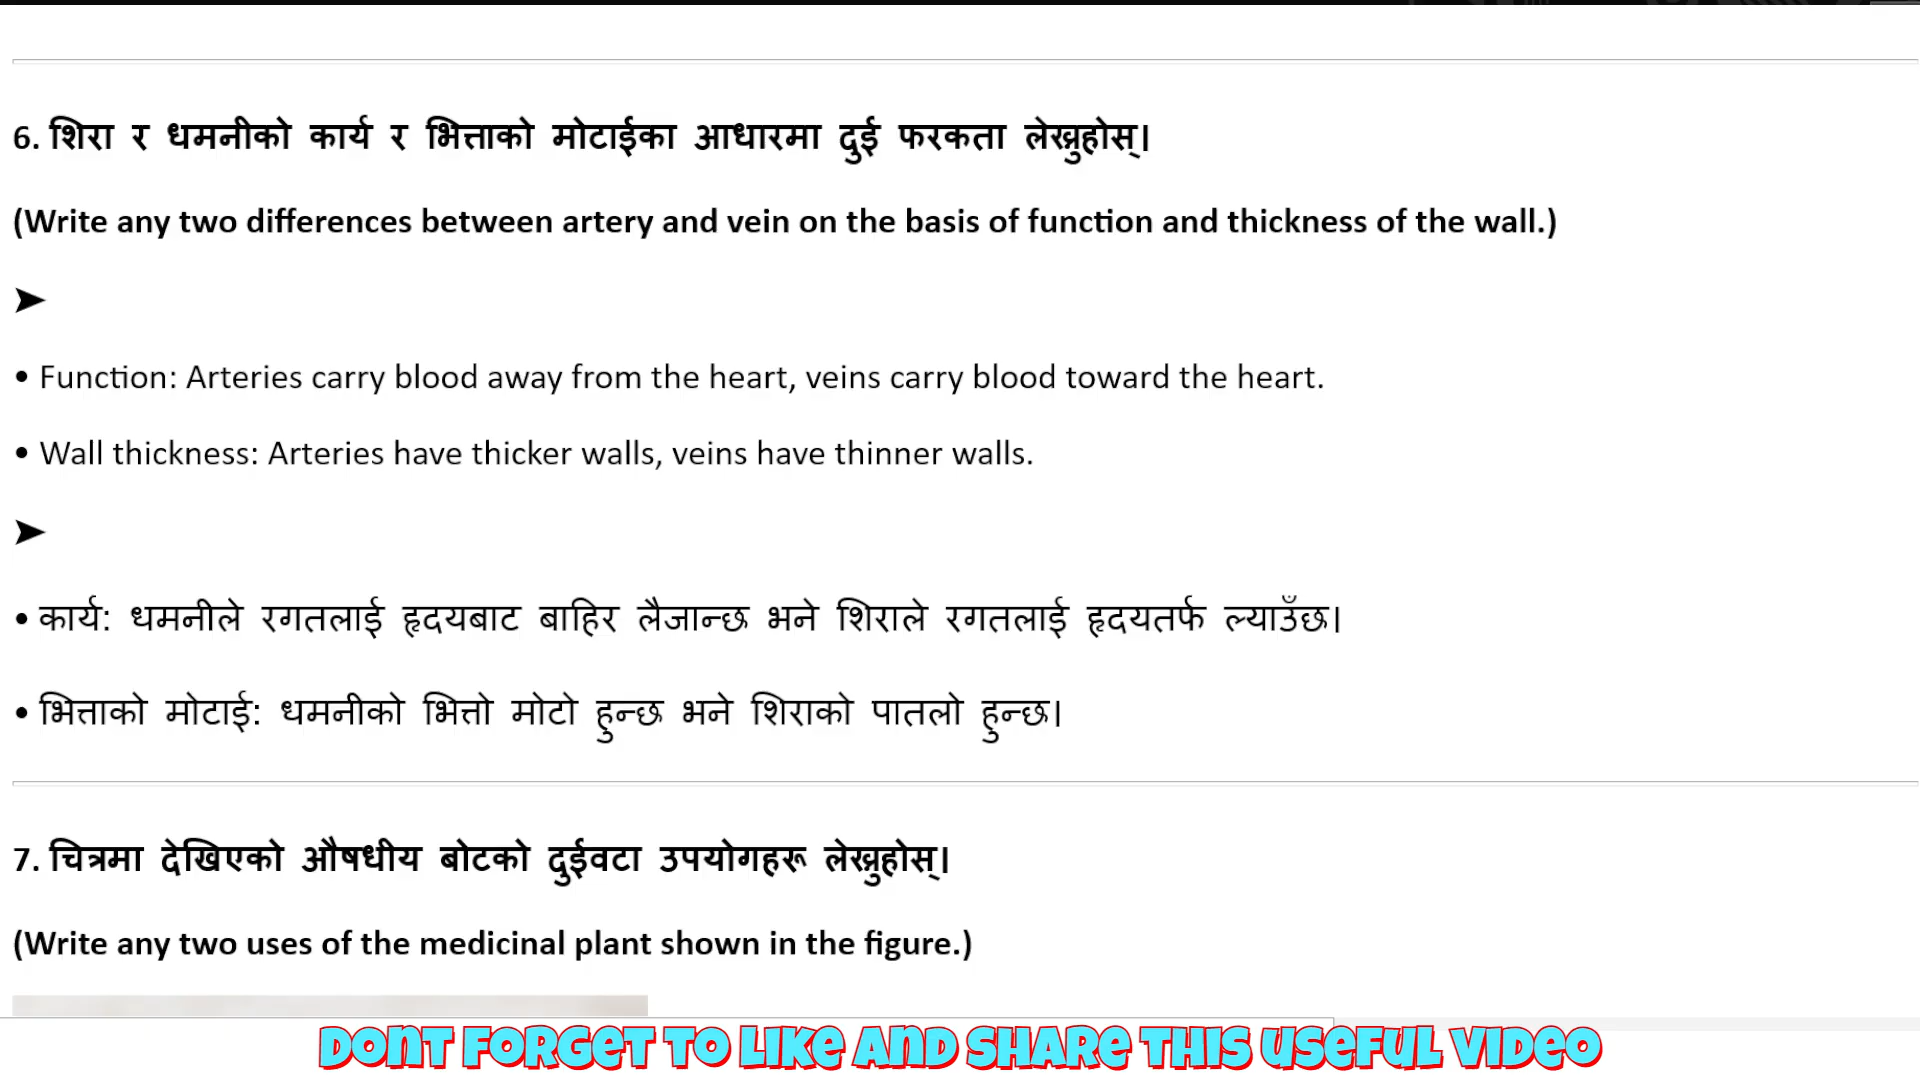 6. शिरा र धमनीको कार्य र भित्ताको मोटाईका आधारमा दुई फरकता लेख्नुहोस्।
(Write any two differences between artery and vein on the basis of function and thickness of the wall.)
➤
• Function: Arteries carry blood away from the heart, veins carry blood toward the heart.
• Wall thickness: Arteries have thicker walls, veins have thinner walls.
➤
• कार्य: धमनीले रगतलाई हृदयबाट बाहिर लैजान्छ भने शिराले रगतलाई हृदयतर्फ ल्याउँछ।
• भित्ताको मोटाई: धमनीको भित्तो मोटो हुन्छ भने शिराको पातलो हुन्छ।
7. चित्रमा देखिएको औषधीय बोटको दुईवटा उपयोगहरू लेख्नुहोस्।
(Write any two uses of the medicinal plant shown in the figure.)
DONT FORGET TO LIKE AND SHARE THIS USEFUL VIDEO